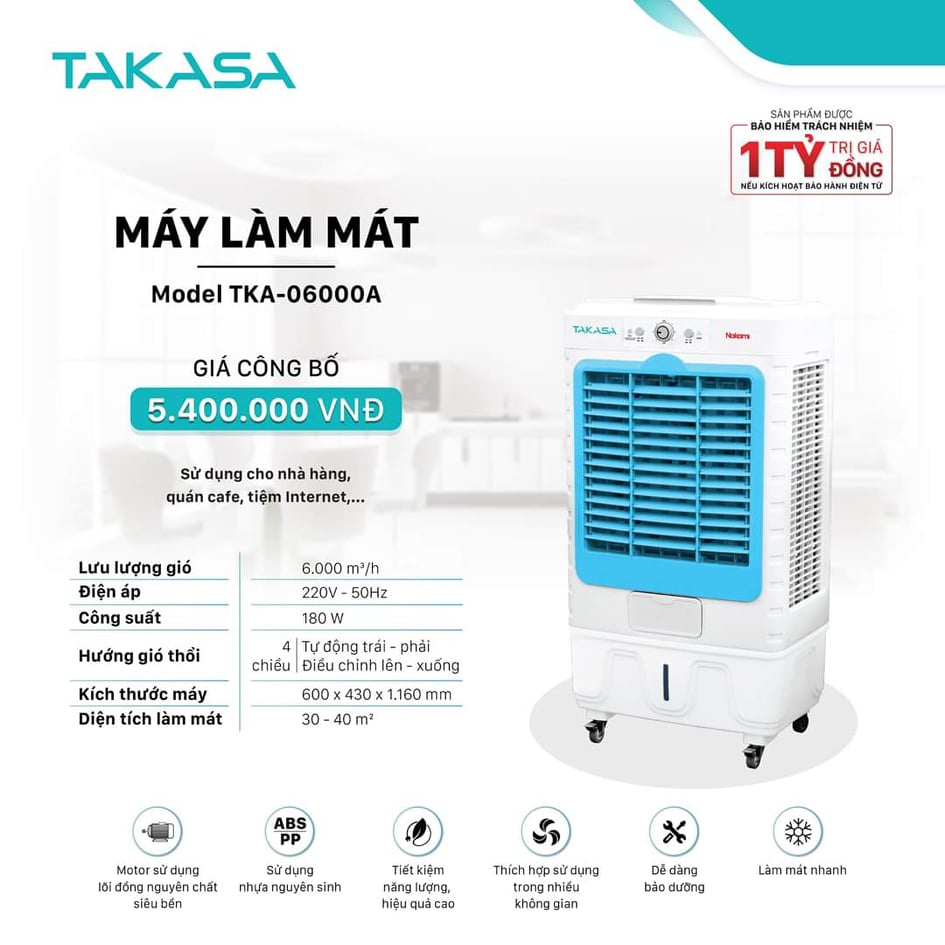 TAKASA
SẢN PHẨM ĐƯỢC
BẢO HIỂM TRÁCH NHIỆM
1TỶ TRỊ GIÁ
ĐỒNG
NẾU KÍCH HOẠT BẢO HÀNH ĐIỆN TỬ
MÁY LÀM MÁT
Model TKA-06000A
GIÁ CÔNG BỐ
5.400.000 VNĐ
Sử dụng cho nhà hàng,
quán cafe, tiệm Internet,...
TAKASA
Nakami
Lưu lượng gió 6.000 m³/h
Điện áp 220V - 50Hz
Công suất 180 W
Hướng gió thổi 4 chiều Tự động trái - phải
Điều chỉnh lên - xuống
Kích thước máy 600 x 430 x 1.160 mm
Diện tích làm mát 30 - 40 m²
ABS
PP
Motor sử dụng
lõi đồng nguyên chất
siêu bền
Sử dụng
nhựa nguyên sinh
Tiết kiệm
năng lượng,
hiệu quả cao
Thích hợp sử dụng
trong nhiều
không gian
Dễ dàng
bảo dưỡng
Làm mát nhanh